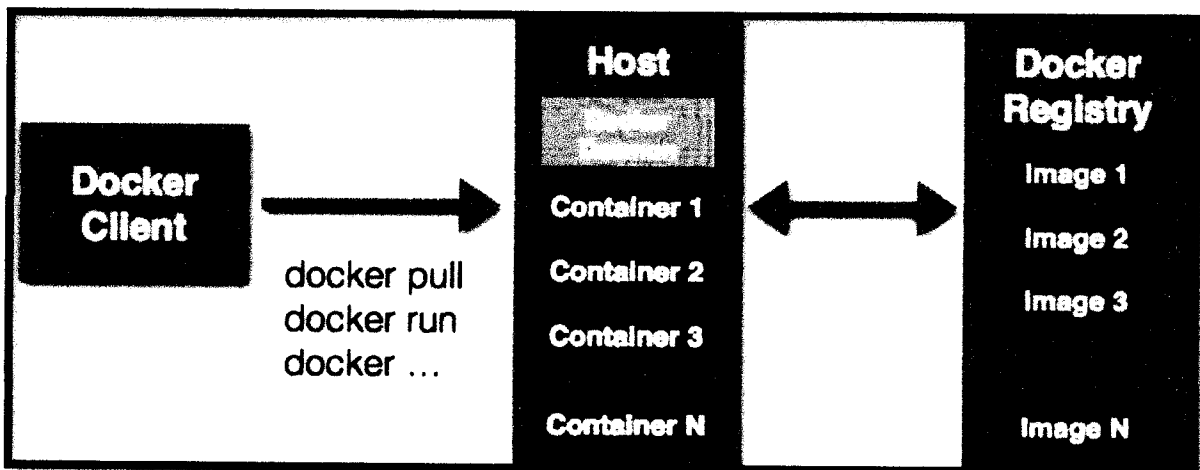 Docker
Client
docker pull
docker run
docker ...
Host
Docker
Container 1
Container 2
Container 3
Container N
Docker
Registry
Image 1
Image 2
Image 3
Image N